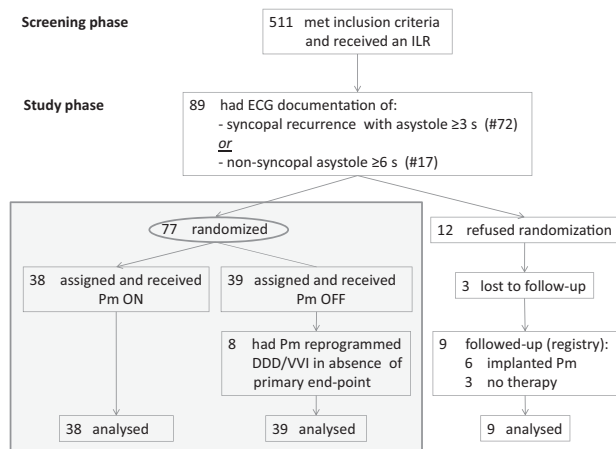 Screening phase
511 met inclusion criteria
and received an ILR
Study phase
89 had ECG documentation of:
- syncopal recurrence with asystole ≥3 s (#72)
or
- non-syncopal asystole ≥6 s (#17)
77 randomized
12 refused randomization
38 assigned and received
Pm ON
39 assigned and received
Pm OFF
3 lost to follow-up
8 had Pm reprogrammed
DDD/VVI in absence of
primary end-point
9 followed-up (registry):
6 implanted Pm
3 no therapy
38 analysed
39 analysed
9 analysed